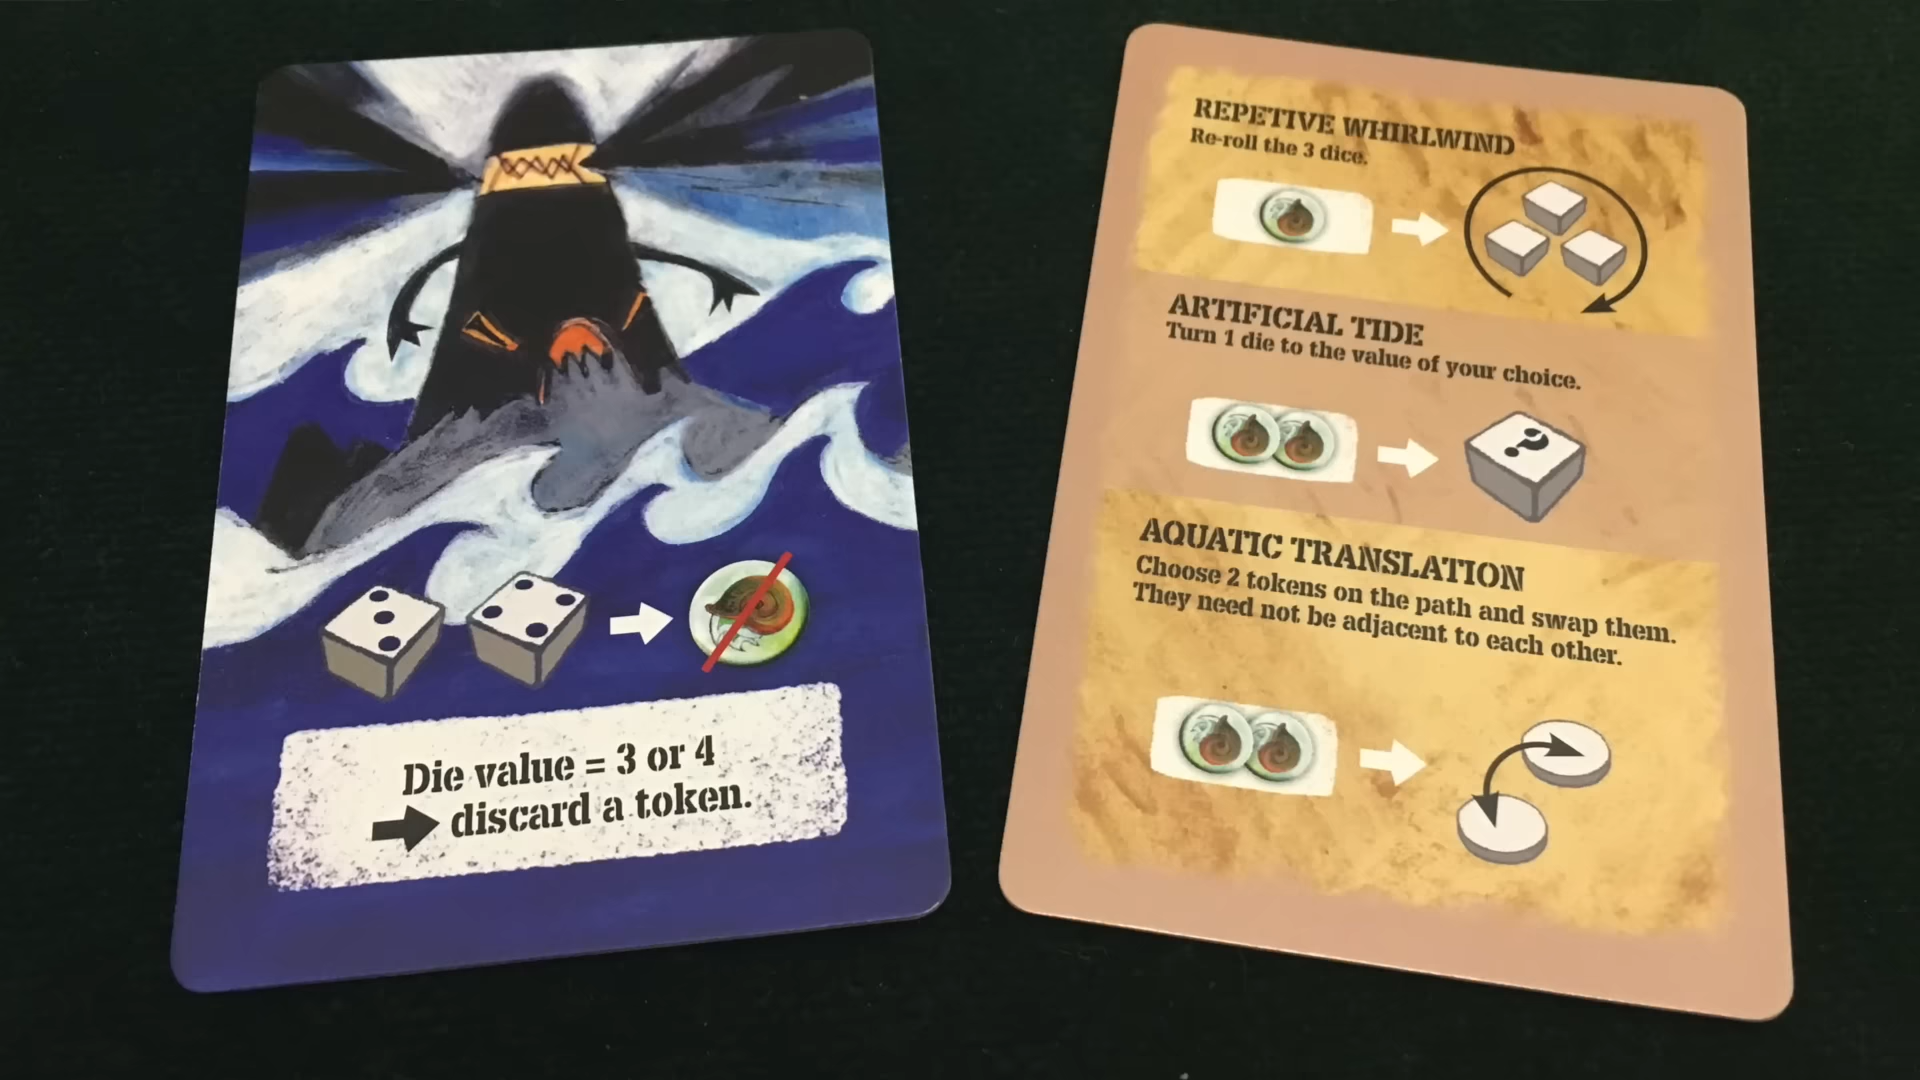 Die value = 3 or 4
➡ discard a token.
REPETIVE WHIRLWIND
Re-roll the 3 dice.
ARTIFICIAL TIDE
Turn 1 die to the value of your choice.
?
AQUATIC TRANSLATION
Choose 2 tokens on the path and swap them.
They need not be adjacent to each other.